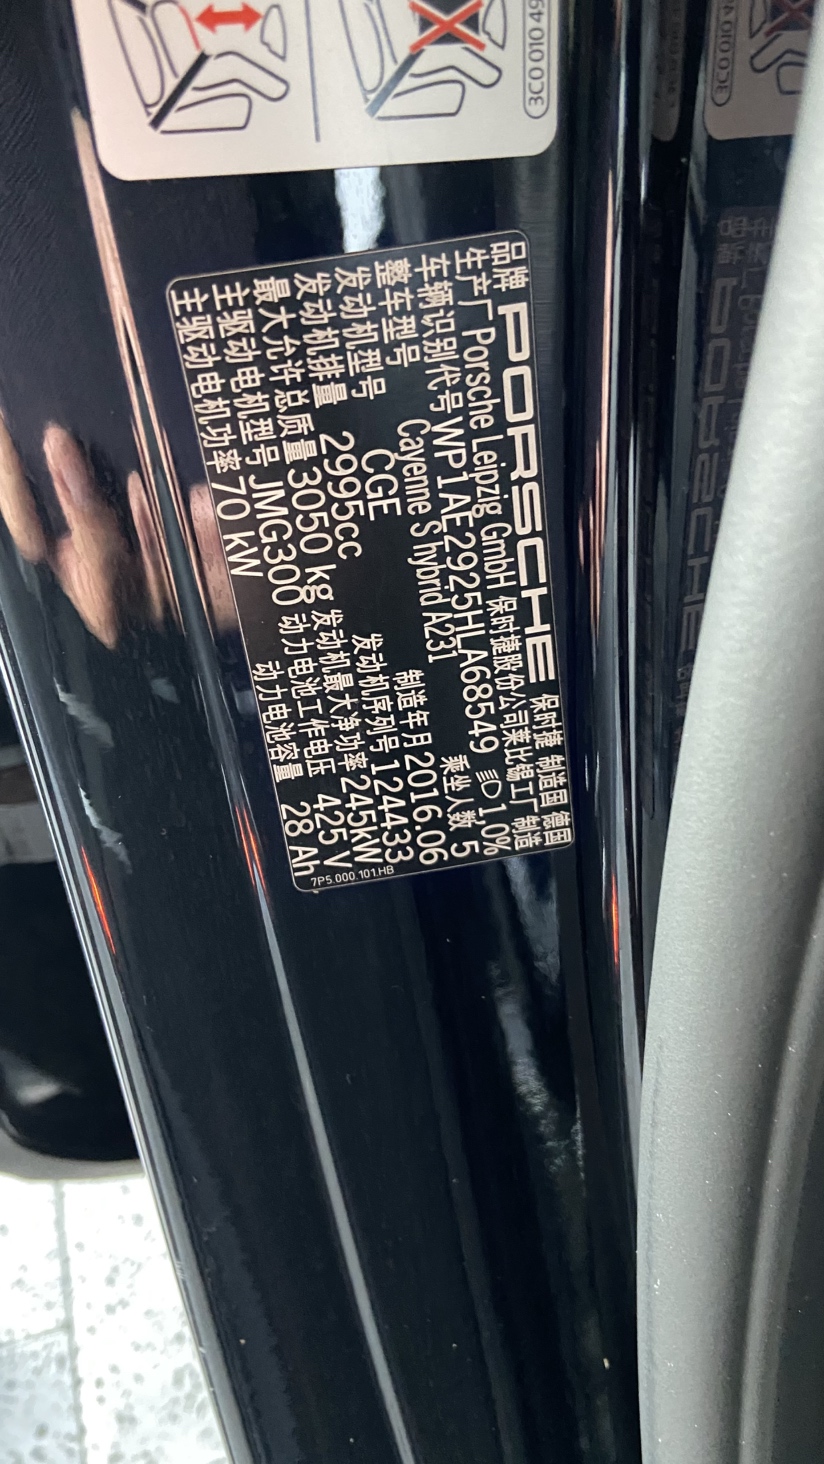 3C0 010 49
品牌 PORSCHE 保时捷 制造国 德国
生产厂 Porsche Leipzig GmbH 保时捷股份公司莱比锡工厂 制造
车辆识别代号 WP1AE2925HLA68549 1,0%
整车型号 Cayenne S hybrid A231 乘坐人数 5
发动机型号 CGE 制造年月 2016.06
发动机排量 2995cc 发动机序列号 124433
最大允许总质量 3050 kg 发动机最大净功率 245kW
主驱动电机型号 JMG300 动力电池工作电压 425 V
主驱动电机功率 70 kW 动力电池容量 28 Ah
7P5.000.101.HB